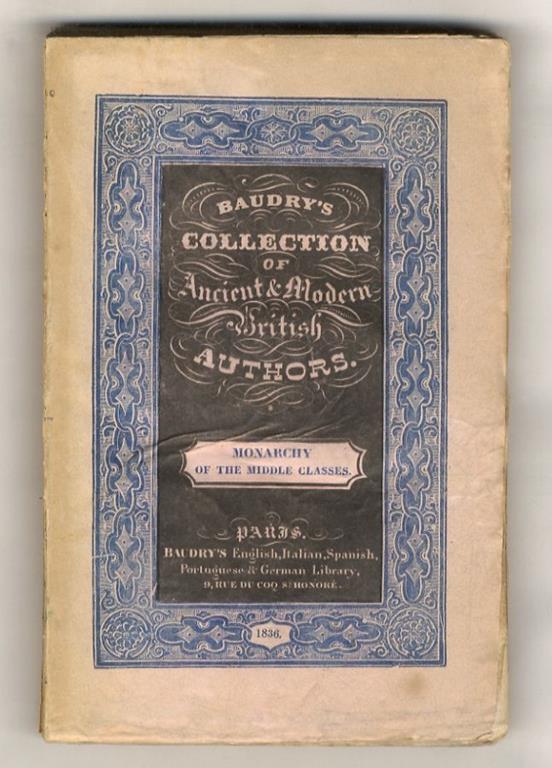 BAUDRY'S
COLLECTION
OF
Ancient & Modern
British
AUTHORS.
MONARCHY
OF THE MIDDLE CLASSES.
PARIS.
BAUDRY'S English, Italian, Spanish,
Portuguese & German Library,
9, RUE DU COQ ST HONORÉ.
1836.